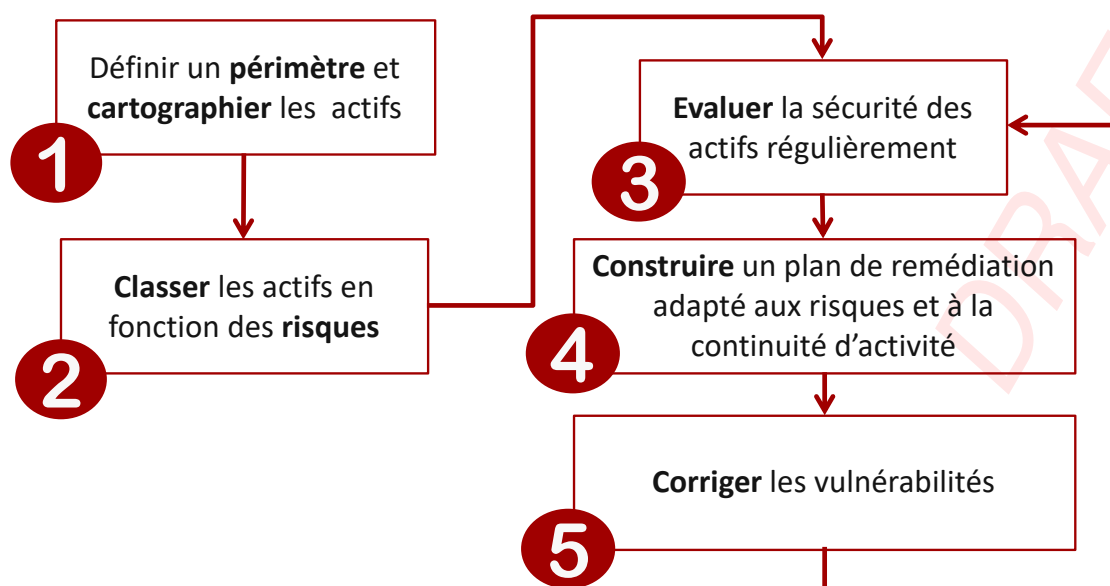 1
Définir un périmètre et
cartographier les actifs
2
Classer les actifs en
fonction des risques
3
Evaluer la sécurité des
actifs régulièrement
4
Construire un plan de remédiation
adapté aux risques et à la
continuité d’activité
5
Corriger les vulnérabilités